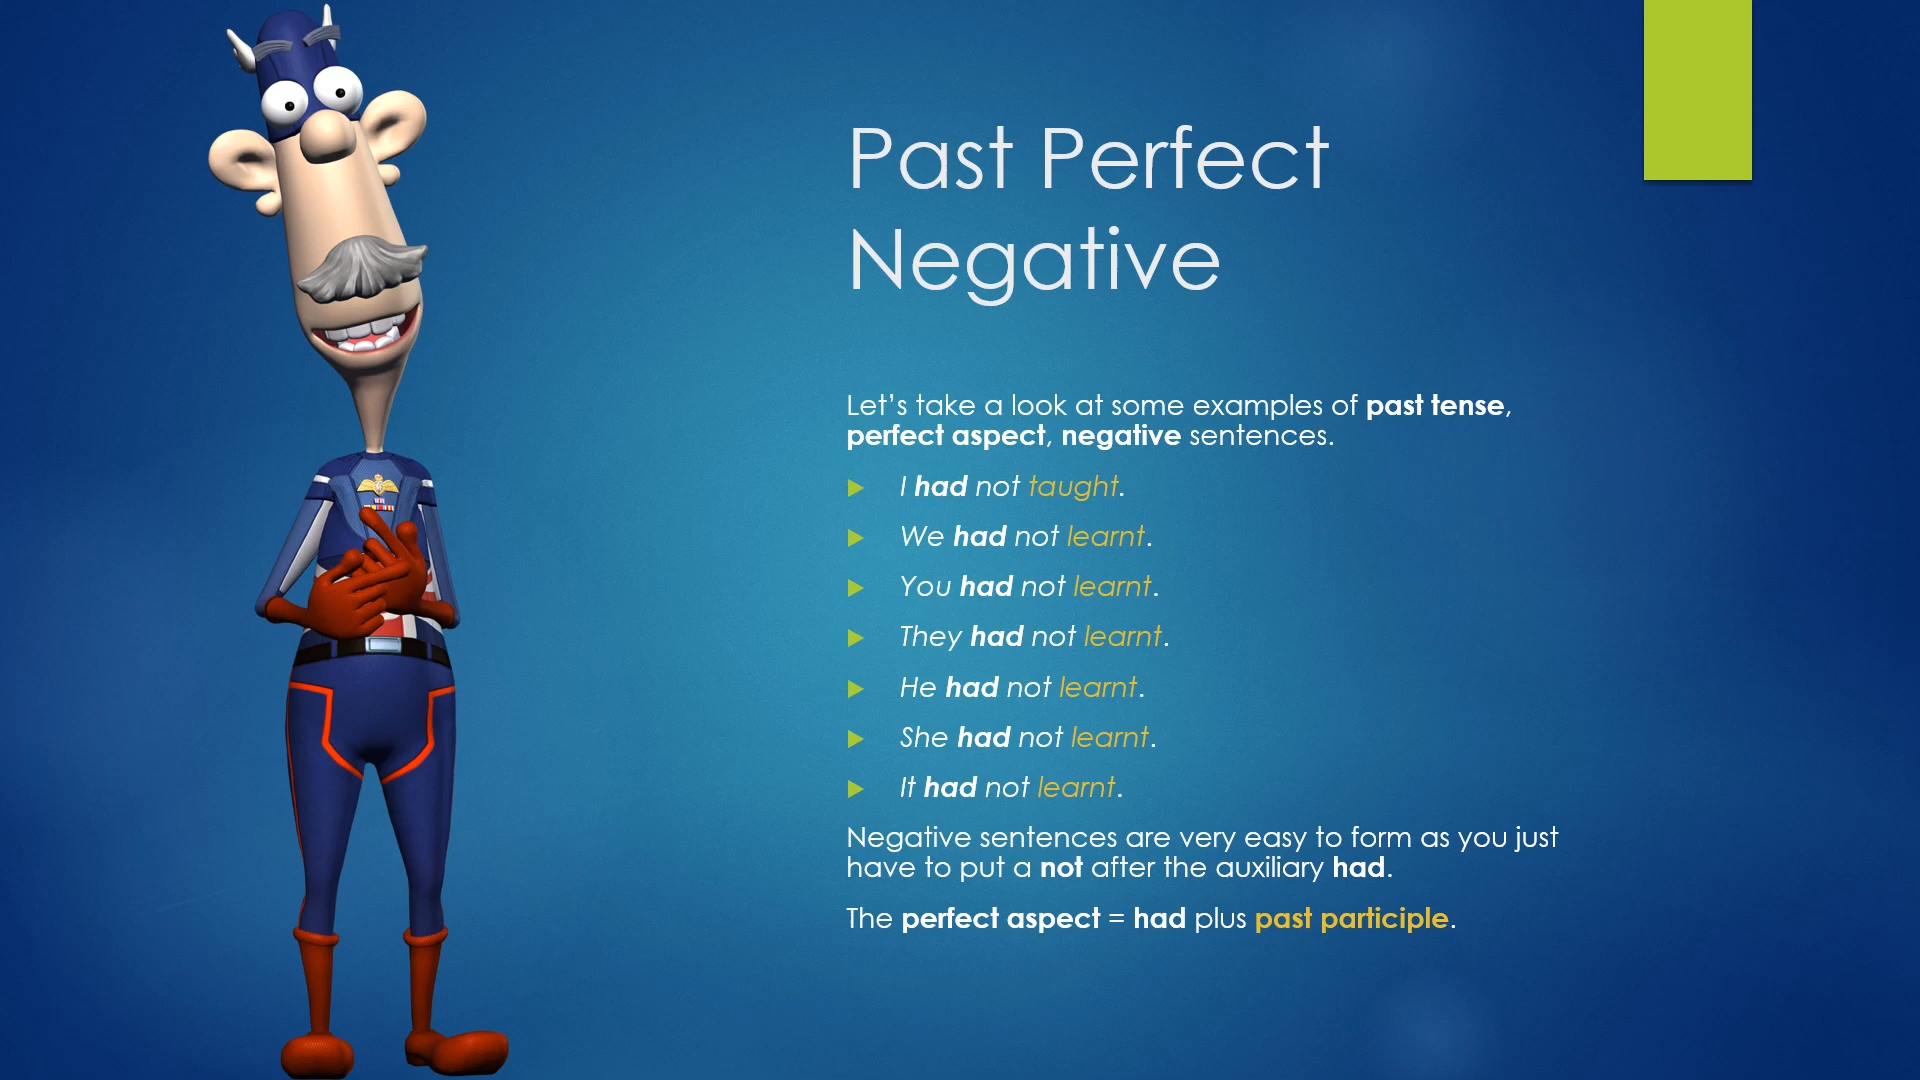 Past Perfect
Negative
Let’s take a look at some examples of past tense,
perfect aspect, negative sentences.
I had not taught.
We had not learnt.
You had not learnt.
They had not learnt.
He had not learnt.
She had not learnt.
It had not learnt.
Negative sentences are very easy to form as you just
have to put a not after the auxiliary had.
The perfect aspect = had plus past participle.